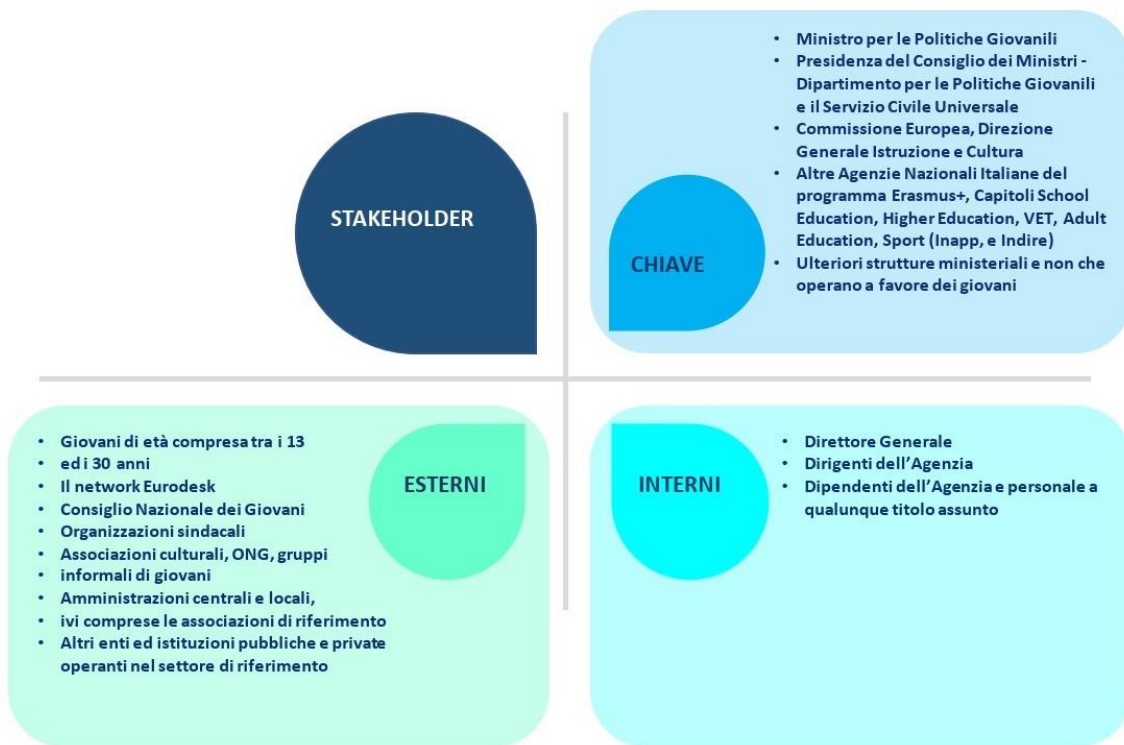 STAKEHOLDER
CHIAVE
• Ministro per le Politiche Giovanili
• Presidenza del Consiglio dei Ministri -
Dipartimento per le Politiche Giovanili
e il Servizio Civile Universale
• Commissione Europea, Direzione
Generale Istruzione e Cultura
• Altre Agenzie Nazionali Italiane del
programma Erasmus+, Capitoli School
Education, Higher Education, VET, Adult
Education, Sport (Inapp, e Indire)
• Ulteriori strutture ministeriali e non che
operano a favore dei giovani
• Giovani di età compresa tra i 13
• ed i 30 anni
• Il network Eurodesk
• Consiglio Nazionale dei Giovani
• Organizzazioni sindacali
• Associazioni culturali, ONG, gruppi
• informali di giovani
• Amministrazioni centrali e locali,
• ivi comprese le associazioni di riferimento
• Altri enti ed istituzioni pubbliche e private
operanti nel settore di riferimento
ESTERNI
INTERNI
• Direttore Generale
• Dirigenti dell’Agenzia
• Dipendenti dell’Agenzia e personale a
qualunque titolo assunto